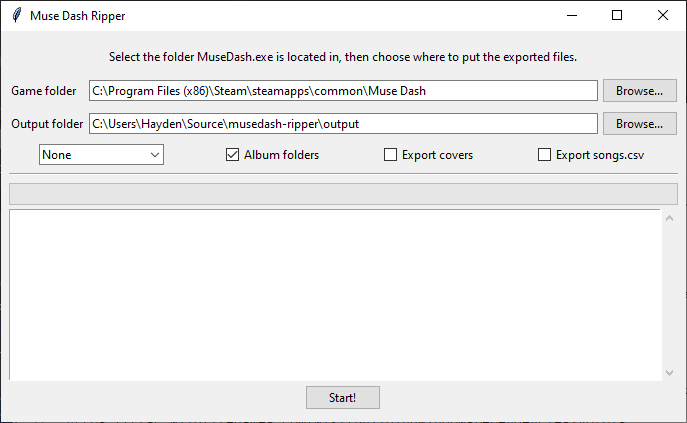 Muse Dash Ripper
Select the folder MuseDash.exe is located in, then choose where to put the exported files.
Game folder C:\Program Files (x86)\Steam\steamapps\common\Muse Dash Browse...
Output folder C:\Users\Hayden\Source\musedash-ripper\output Browse...
None Album folders Export covers Export songs.csv
Start!